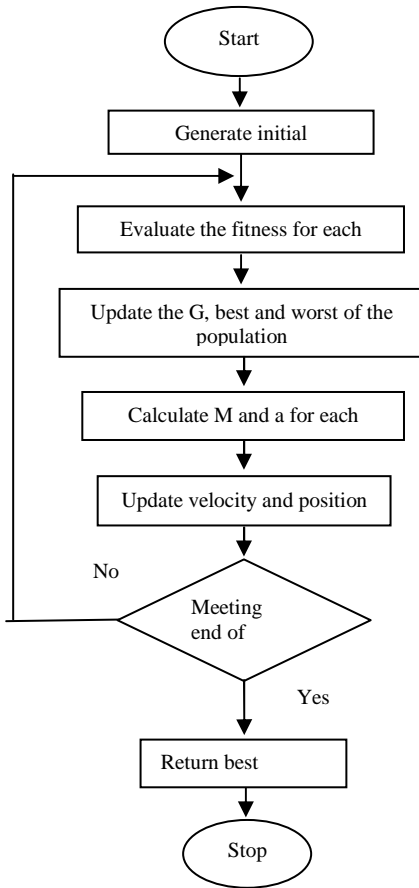 Start
Generate initial
Evaluate the fitness for each
Update the G, best and worst of the
population
Calculate M and a for each
Update velocity and position
No
Meeting
end of
Yes
Return best
Stop